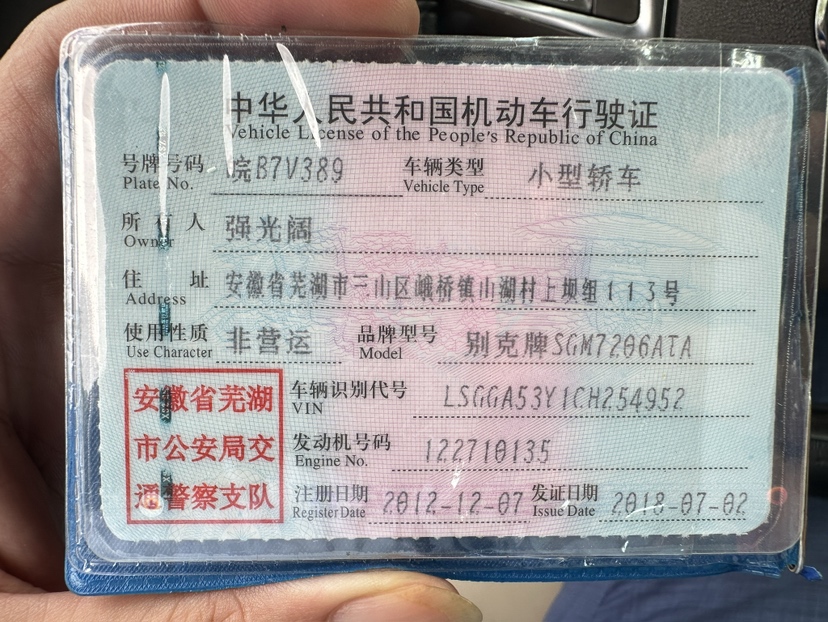 中华人民共和国机动车行驶证
Vehicle License of the People's Republic of China
号牌号码 皖B7V389 车辆类型 小型轿车
Plate No. Vehicle Type
所有人 强光阔
Owner
住址 安徽省芜湖市三山区峨桥镇山湖村上坝组113号
Address
使用性质 非营运 品牌型号 别克牌SGM7206ATA
Use Character Model
安徽省芜湖
市公安局交
通警察支队
车辆识别代号 LSGGA53Y1CH254952
VIN
发动机号码 122710135
Engine No.
注册日期 2012-12-07 发证日期 2018-07-02
Register Date Issue Date